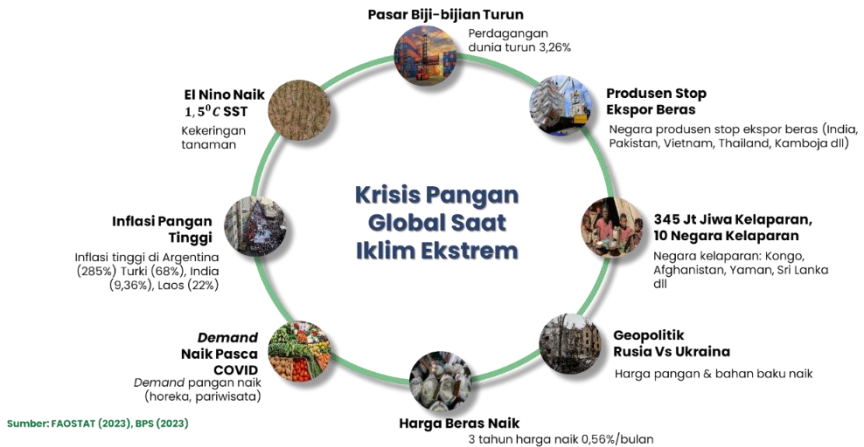 Pasar Biji-bijian Turun
Perdagangan
dunia turun 3,26%
Produsen Stop
Ekspor Beras
Negara produsen stop ekspor beras (India,
Pakistan, Vietnam, Thailand, Kamboja dll)
345 Jt Jiwa Kelaparan,
10 Negara Kelaparan
Negara kelaparan: Kongo,
Afghanistan, Yaman, Sri Lanka
dll
Geopolitik
Rusia Vs Ukraina
Harga pangan & bahan baku naik
Harga Beras Naik
3 tahun harga naik 0,56%/bulan
Demand
Naik Pasca
COVID
Demand pangan naik
(horeka, pariwisata)
Inflasi Pangan
Tinggi
Inflasi tinggi di Argentina
(285%) Turki (68%), India
(9,36%), Laos (22%)
El Nino Naik
1,5⁰C SST
Kekeringan
tanaman
Krisis Pangan
Global Saat
Iklim Ekstrem
Sumber: FAOSTAT (2023), BPS (2023)